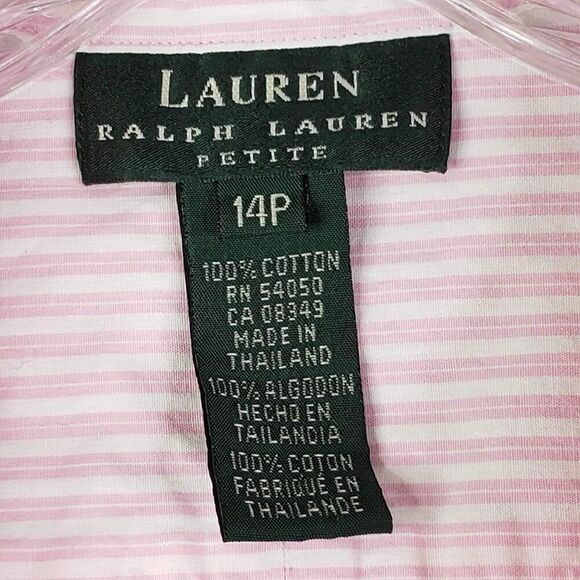 LAUREN
RALPH LAUREN
PETITE
14P
100% COTTON
RN 54050
CA 08349
MADE IN
THAILAND
100% ALGODON
HECHO EN
TAILANDIA
100% COTON
FABRIQUÉ EN
THAILANDE